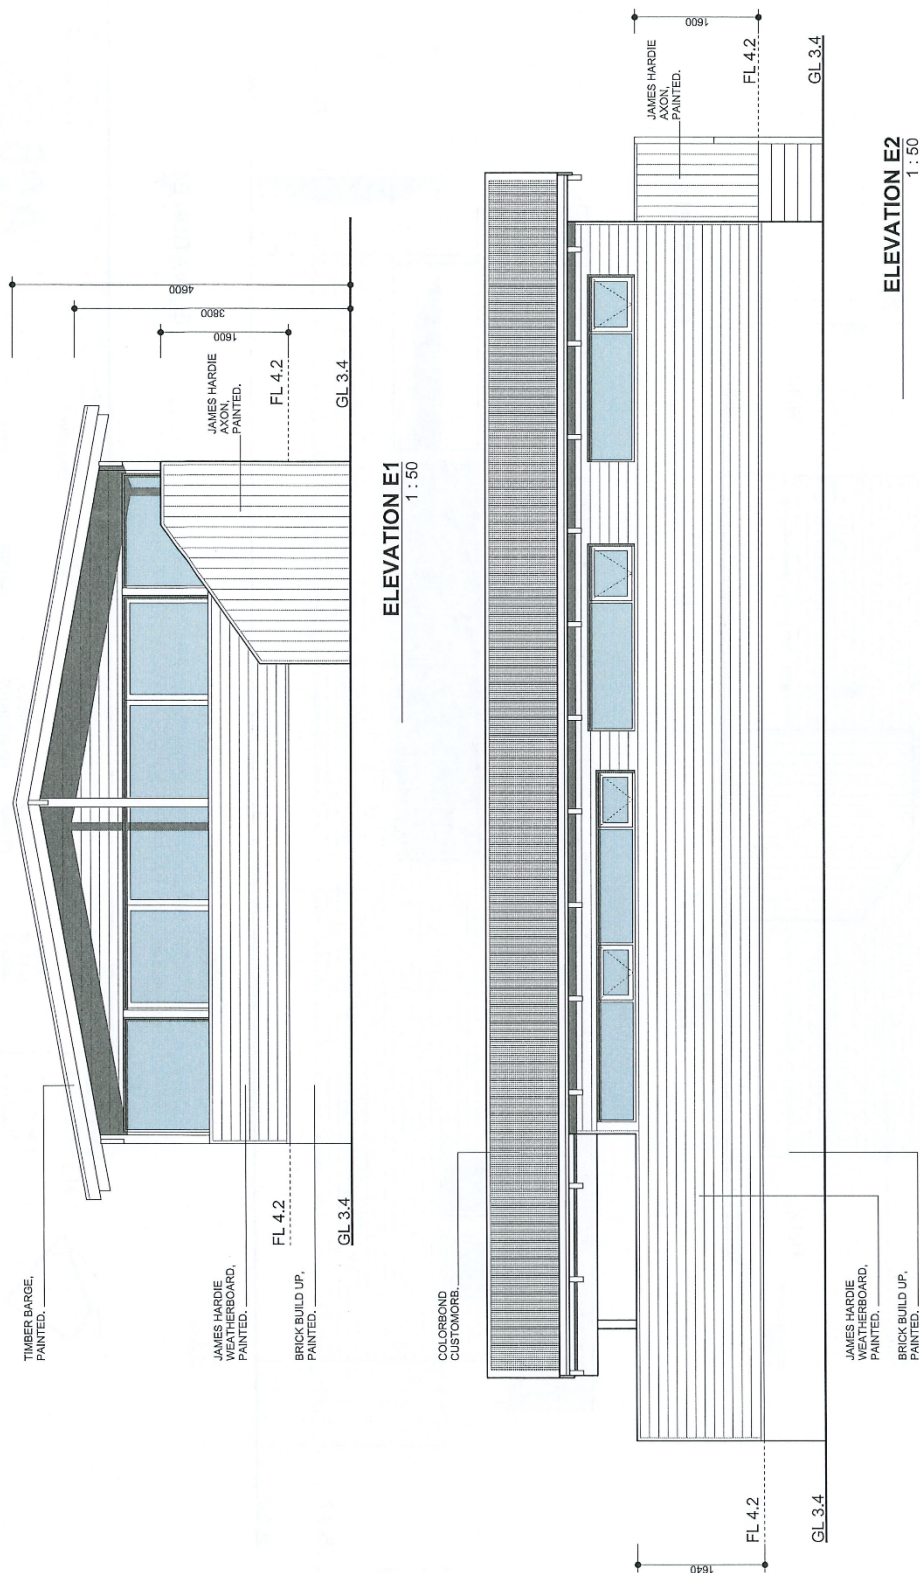 TIMBER BARGE,
PAINTED.
JAMES HARDIE
WEATHERBOARD,
PAINTED.
BRICK BUILD UP,
PAINTED.
FL 4.2
GL 3.4
4600
3800
1600
JAMES HARDIE
AXON,
PAINTED.
FL 4.2
GL 3.4
ELEVATION E1
1 : 50
COLORBOND
CUSTOMORB.
JAMES HARDIE
WEATHERBOARD,
PAINTED.
BRICK BUILD UP,
PAINTED.
1640
FL 4.2
GL 3.4
JAMES HARDIE
AXON,
PAINTED.
1600
FL 4.2
GL 3.4
ELEVATION E2
1 : 50